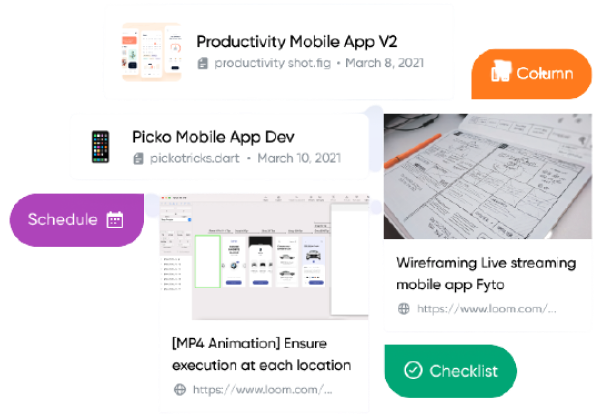 Productivity Mobile App V2
productivity shot.fig • March 8, 2021
Column
Picko Mobile App Dev
pickotricks.dart • March 10, 2021
Schedule
Wireframing Live streaming
mobile app Fyto
https://www.loom.com/...
[MP4 Animation] Ensure
execution at each location
https://www.loom.com/...
Checklist